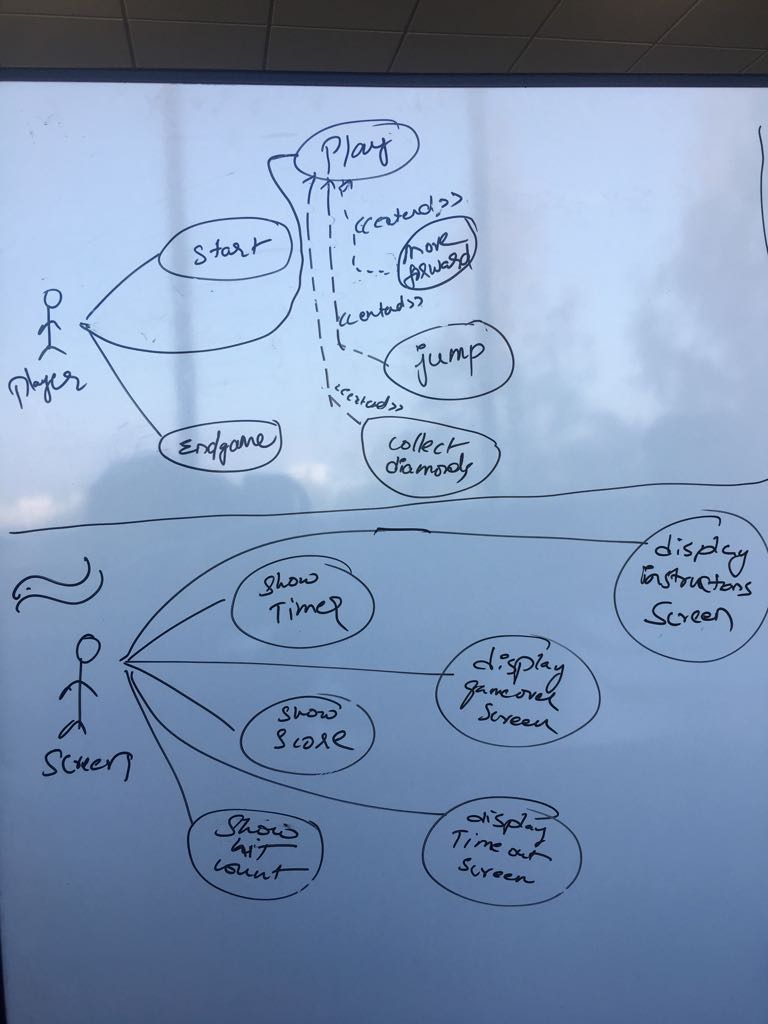 Play
<<extend>>
Start
move
forward
<<extend>>
jump
Player
<<extend>>
Endgame
collect
diamonds
display
instructions
Screen
show
Timer
display
gameover
Screen
show
Score
Screen
Show
hit
count
display
Time out
Screen